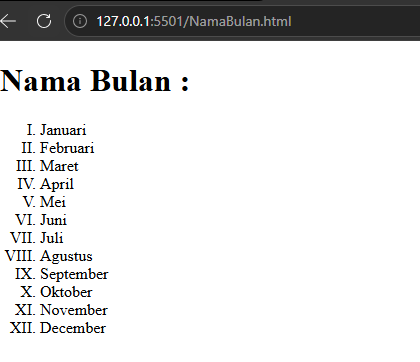 127.0.0.1:5501/NamaBulan.html
Nama Bulan :
I. Januari
II. Februari
III. Maret
IV. April
V. Mei
VI. Juni
VII. Juli
VIII. Agustus
IX. September
X. Oktober
XI. November
XII. December